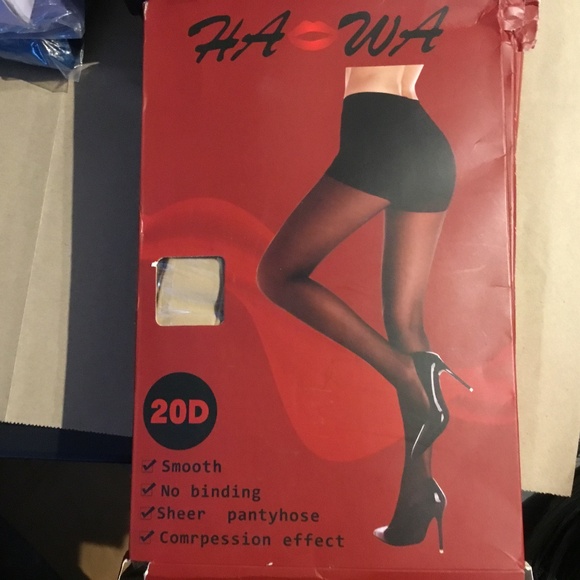 HA WA
20D
Smooth
No binding
Sheer pantyhose
Comrpession effect